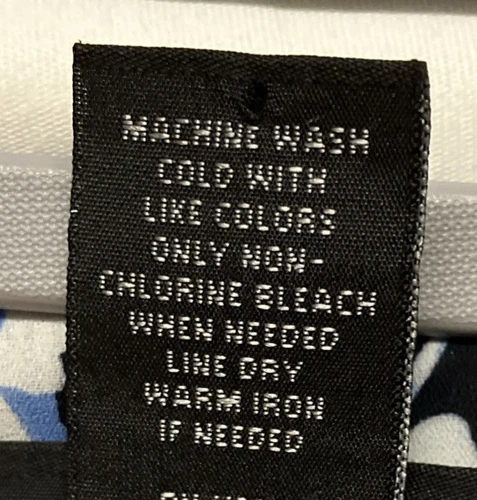 MACHINE WASH
COLD WITH
LIKE COLORS
ONLY NON-
CHLORINE BLEACH
WHEN NEEDED
LINE DRY
WARM IRON
IF NEEDED